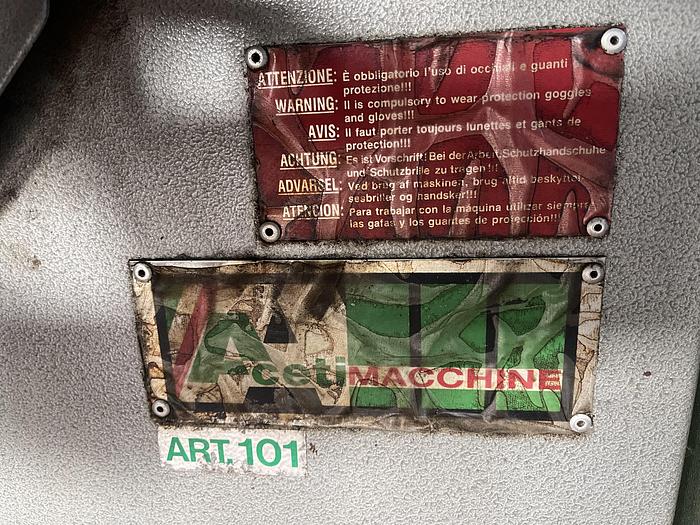 ATTENZIONE: È obbligatorio l'uso di occhiali e guanti
protezione!!!
WARNING: Il is compulsory to wear protection goggles
and gloves!!!
AVIS: Il faut porter toujours lunettes et gants de
protection!!!
ACHTUNG: Es ist Vorschrift! Bei der Arbeit Schutzhandschuhe
und Schutzbrille zu tragen!!!
ADVARSEL: Ved brug af maskinen, brug altid beskyttel-
sesbriller og handsker!!!
ATENCION: Para trabajar con la máquina utilizar siempre
las gafas y los guantes de protección!!!
Aceti MACCHINE
ART. 101